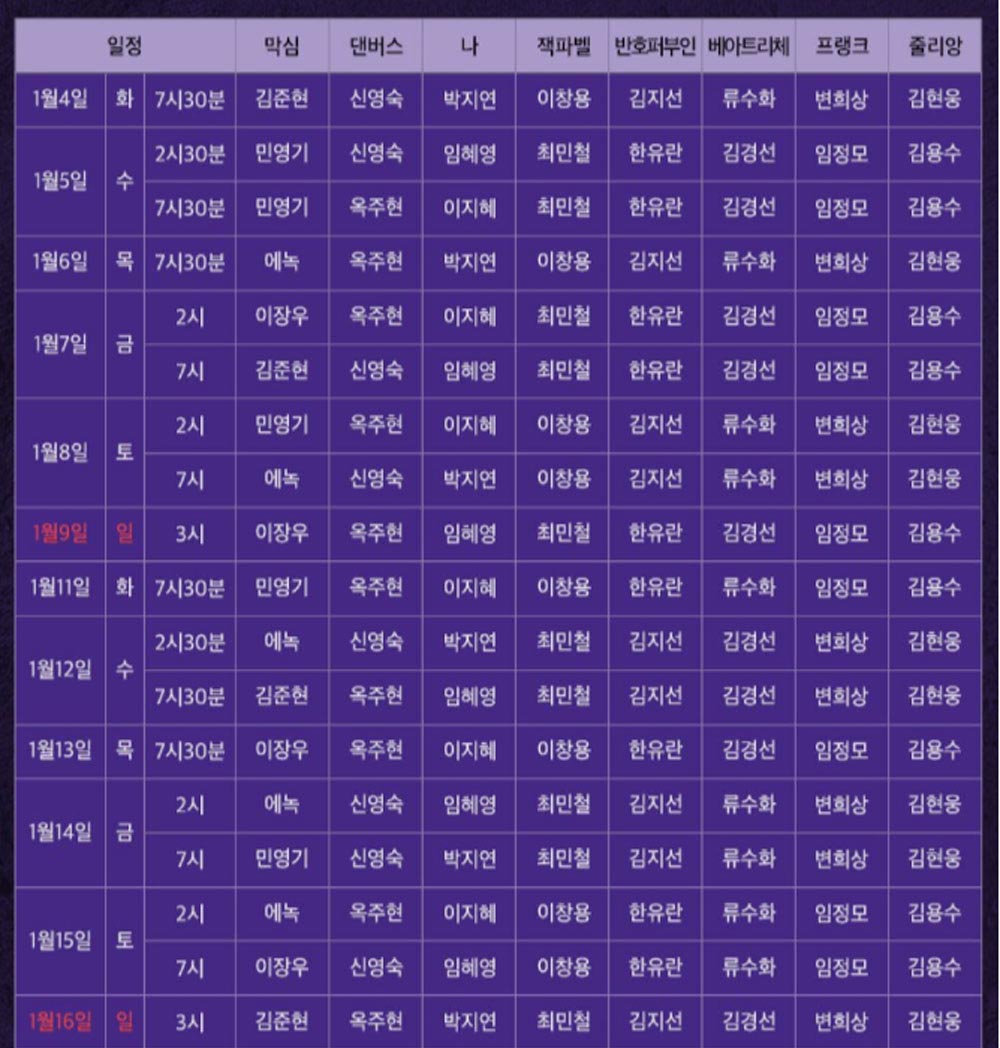 일정 막심 댄버스 나 잭파벨 반호퍼부인 베아트리체 프랭크 줄리앙
1월4일 화 7시30분 김준현 신영숙 박지연 이창용 김지선 류수화 변희상 김현웅
1월5일 수 2시30분 민영기 신영숙 임혜영 최민철 한유란 김경선 임정모 김용수
7시30분 민영기 옥주현 이지혜 최민철 한유란 김경선 임정모 김용수
1월6일 목 7시30분 에녹 옥주현 박지연 이창용 김지선 류수화 변희상 김현웅
1월7일 금 2시 이장우 옥주현 이지혜 최민철 한유란 김경선 임정모 김용수
7시 김준현 신영숙 임혜영 최민철 한유란 김경선 임정모 김용수
1월8일 토 2시 민영기 옥주현 이지혜 이창용 김지선 류수화 변희상 김현웅
7시 에녹 신영숙 박지연 이창용 김지선 류수화 변희상 김현웅
1월9일 일 3시 이장우 옥주현 임혜영 최민철 한유란 김경선 임정모 김용수
1월11일 화 7시30분 민영기 옥주현 이지혜 이창용 한유란 류수화 임정모 김용수
1월12일 수 2시30분 에녹 신영숙 박지연 최민철 김지선 김경선 변희상 김현웅
7시30분 김준현 옥주현 임혜영 최민철 김지선 김경선 변희상 김현웅
1월13일 목 7시30분 이장우 옥주현 이지혜 이창용 한유란 김경선 임정모 김용수
1월14일 금 2시 에녹 신영숙 임혜영 최민철 김지선 류수화 변희상 김현웅
7시 민영기 신영숙 박지연 최민철 김지선 류수화 변희상 김현웅
1월15일 토 2시 에녹 옥주현 이지혜 이창용 한유란 류수화 임정모 김용수
7시 이장우 신영숙 임혜영 이창용 한유란 류수화 임정모 김용수
1월16일 일 3시 김준현 옥주현 박지연 최민철 김지선 김경선 변희상 김현웅